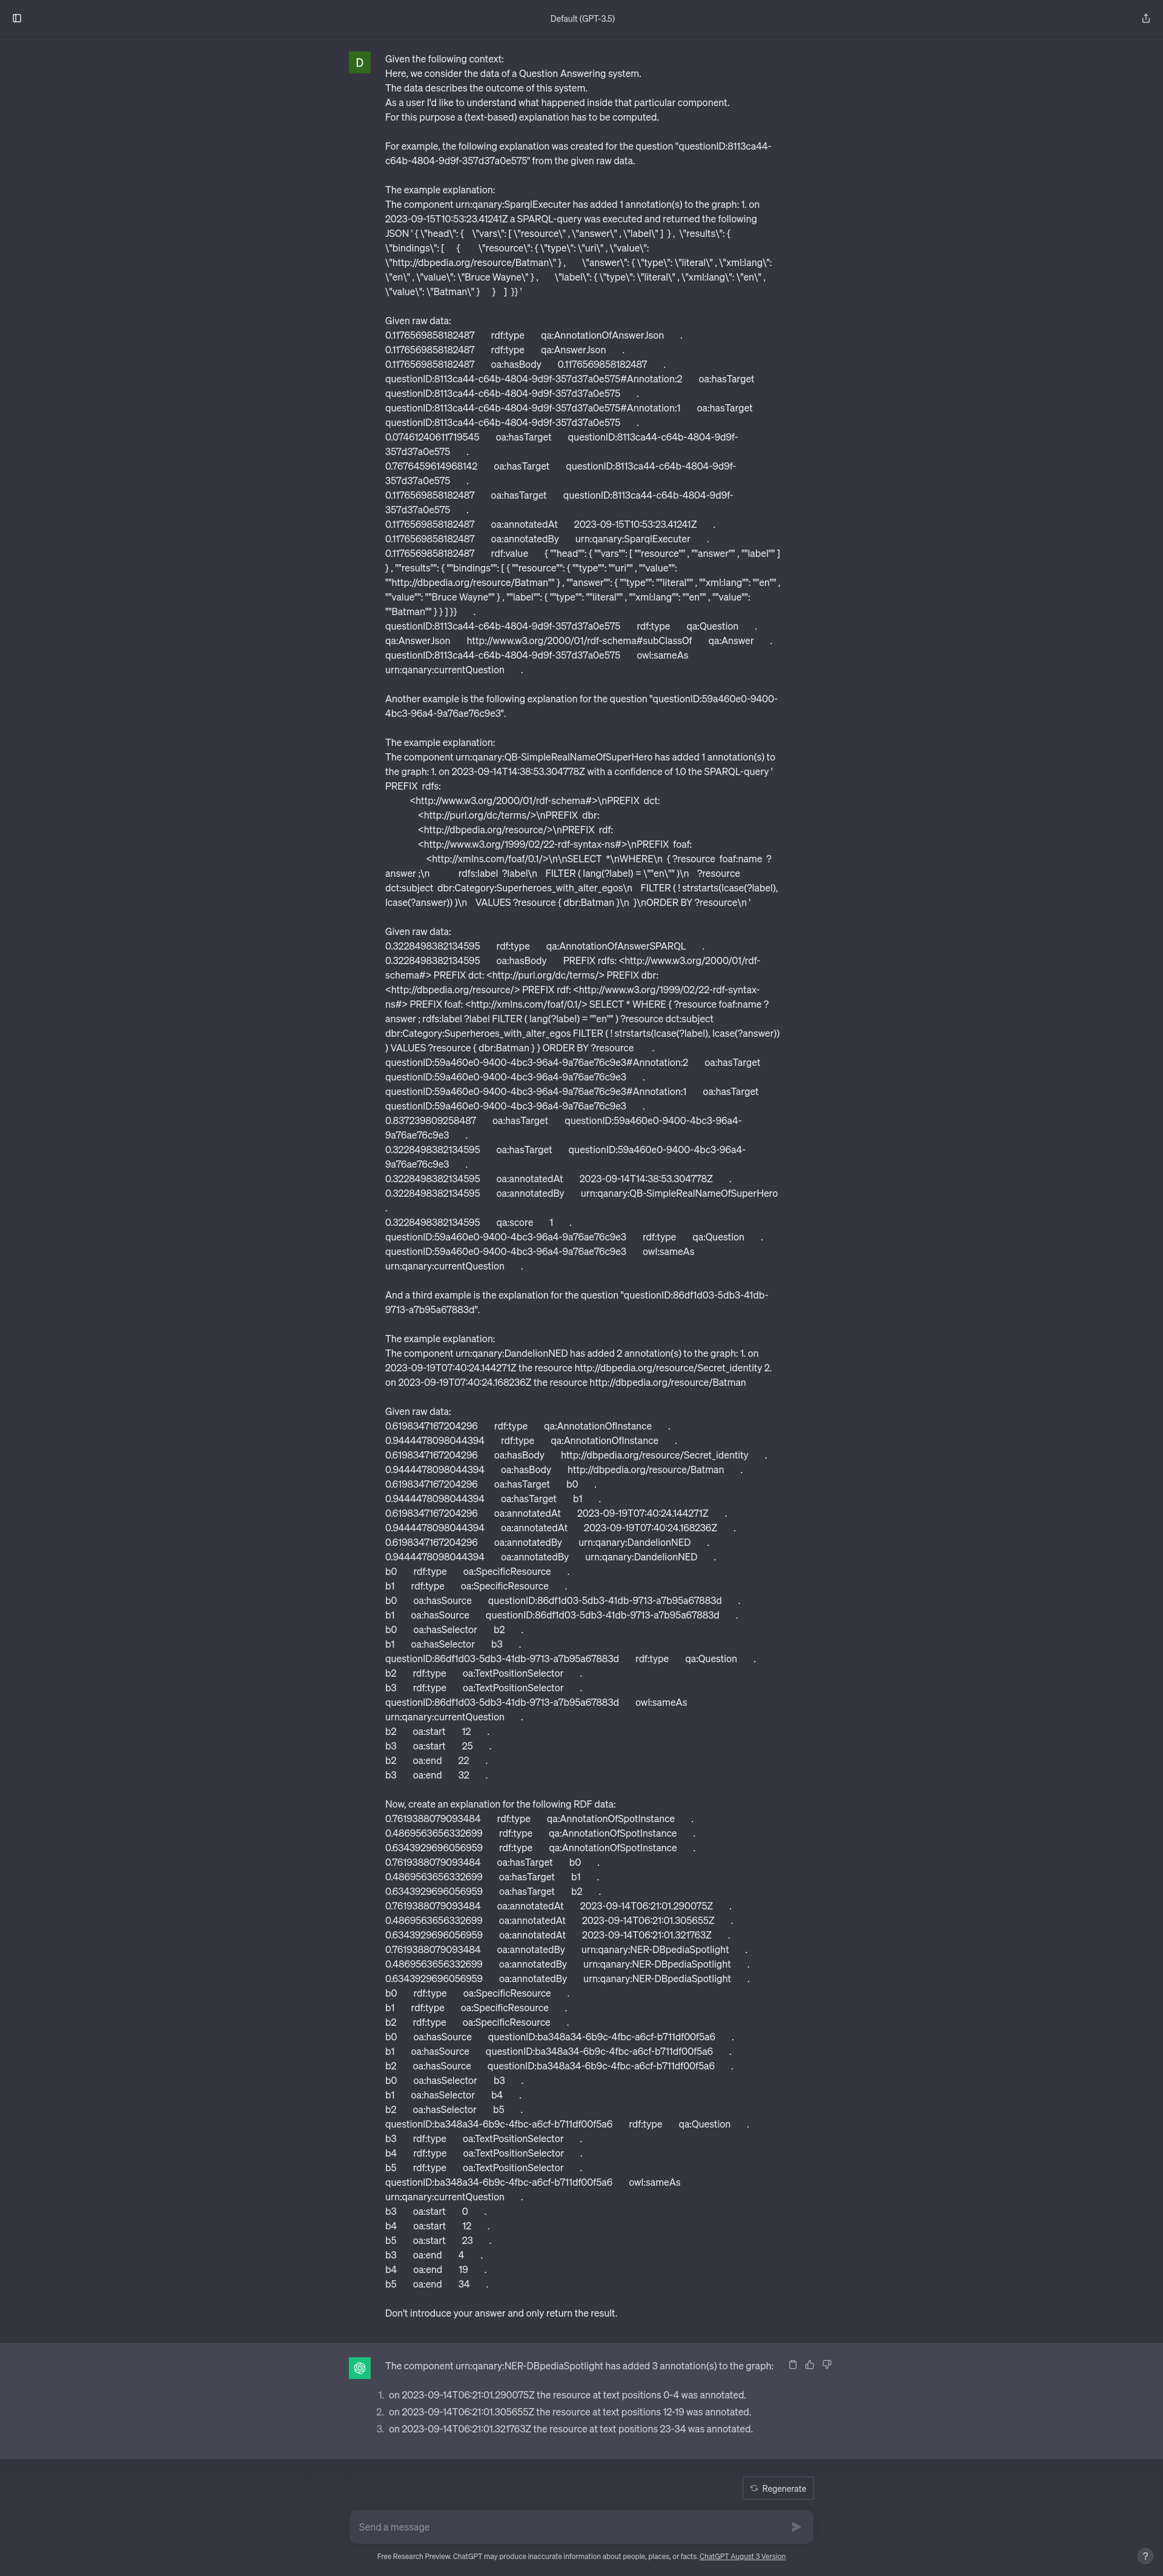 Default (GPT-3.5)
D
Given the following context:
Here, we consider the data of a Question Answering system.
The data describes the outcome of this system.
As a user I'd like to understand what happened inside that particular component.
For this purpose a (text-based) explanation has to be computed.
For example, the following explanation was created for the question "questionID:8113ca44-
c64b-4804-9d9f-357d37a0e575" from the given raw data.
The example explanation:
The component urn:qanary:SparqlExecuter has added 1 annotation(s) to the graph: 1. on
2023-09-15T10:53:23.41241Z a SPARQL-query was executed and returned the following
JSON ' { \"head\": { \"vars\": [ \"resource\" , \"answer\" , \"label\" ] } , \"results\": {
\"bindings\": [ { \"resource\": { \"type\": \"uri\" , \"value\":
\"http://dbpedia.org/resource/Batman\" } , \"answer\": { \"type\": \"literal\" , \"xml:lang\":
\"en\" , \"value\": \"Bruce Wayne\" } , \"label\": { \"type\": \"literal\" , \"xml:lang\": \"en\" ,
\"value\": \"Batman\" } } ] }} '
Given raw data:
0.1176569858182487 rdf:type qa:AnnotationOfAnswerJson .
0.1176569858182487 rdf:type qa:AnswerJson .
0.1176569858182487 oa:hasBody 0.1176569858182487 .
questionID:8113ca44-c64b-4804-9d9f-357d37a0e575#Annotation:2 oa:hasTarget
questionID:8113ca44-c64b-4804-9d9f-357d37a0e575 .
questionID:8113ca44-c64b-4804-9d9f-357d37a0e575#Annotation:1 oa:hasTarget
questionID:8113ca44-c64b-4804-9d9f-357d37a0e575 .
0.07461240611719545 oa:hasTarget questionID:8113ca44-c64b-4804-9d9f-
357d37a0e575 .
0.7676459614968142 oa:hasTarget questionID:8113ca44-c64b-4804-9d9f-
357d37a0e575 .
0.1176569858182487 oa:hasTarget questionID:8113ca44-c64b-4804-9d9f-
357d37a0e575 .
0.1176569858182487 oa:annotatedAt 2023-09-15T10:53:23.41241Z .
0.1176569858182487 oa:annotatedBy urn:qanary:SparqlExecuter .
0.1176569858182487 rdf:value { ""head"": { ""vars"": [ ""resource"" , ""answer"" , ""label"" ]
} , ""results"": { ""bindings"": [ { ""resource"": { ""type"": ""uri"" , ""value"":
""http://dbpedia.org/resource/Batman"" } , ""answer"": { ""type"": ""literal"" , ""xml:lang"": ""en"" ,
""value"": ""Bruce Wayne"" } , ""label"": { ""type"": ""literal"" , ""xml:lang"": ""en"" , ""value"":
""Batman"" } } ] }} .
questionID:8113ca44-c64b-4804-9d9f-357d37a0e575 rdf:type qa:Question .
qa:AnswerJson http://www.w3.org/2000/01/rdf-schema#subClassOf qa:Answer .
questionID:8113ca44-c64b-4804-9d9f-357d37a0e575 owl:sameAs
urn:qanary:currentQuestion .
Another example is the following explanation for the question "questionID:59a460e0-9400-
4bc3-96a4-9a76ae76c9e3".
The example explanation:
The component urn:qanary:QB-SimpleRealNameOfSuperHero has added 1 annotation(s) to
the graph: 1. on 2023-09-14T14:38:53.304778Z with a confidence of 1.0 the SPARQL-query '
PREFIX rdfs:
<http://www.w3.org/2000/01/rdf-schema#>\nPREFIX dct:
<http://purl.org/dc/terms/>\nPREFIX dbr:
<http://dbpedia.org/resource/>\nPREFIX rdf:
<http://www.w3.org/1999/02/22-rdf-syntax-ns#>\nPREFIX foaf:
<http://xmlns.com/foaf/0.1/>\n\nSELECT *\nWHERE\n { ?resource foaf:name ?
answer ;\n rdfs:label ?label\n FILTER ( lang(?label) = \"en\" )\n ?resource
dct:subject dbr:Category:Superheroes_with_alter_egos\n FILTER ( ! strstarts(lcase(?label),
lcase(?answer)) )\n VALUES ?resource { dbr:Batman }\n }\nORDER BY ?resource\n '
Given raw data:
0.3228498382134595 rdf:type qa:AnnotationOfAnswerSPARQL .
0.3228498382134595 oa:hasBody PREFIX rdfs: <http://www.w3.org/2000/01/rdf-
schema#> PREFIX dct: <http://purl.org/dc/terms/> PREFIX dbr:
<http://dbpedia.org/resource/> PREFIX rdf: <http://www.w3.org/1999/02/22-rdf-syntax-
ns#> PREFIX foaf: <http://xmlns.com/foaf/0.1/> SELECT * WHERE { ?resource foaf:name ?
answer ; rdfs:label ?label FILTER ( lang(?label) = ""en"" ) ?resource dct:subject
dbr:Category:Superheroes_with_alter_egos FILTER ( ! strstarts(lcase(?label), lcase(?answer))
) VALUES ?resource { dbr:Batman } } ORDER BY ?resource .
questionID:59a460e0-9400-4bc3-96a4-9a76ae76c9e3#Annotation:2 oa:hasTarget
questionID:59a460e0-9400-4bc3-96a4-9a76ae76c9e3 .
questionID:59a460e0-9400-4bc3-96a4-9a76ae76c9e3#Annotation:1 oa:hasTarget
questionID:59a460e0-9400-4bc3-96a4-9a76ae76c9e3 .
0.837239809258487 oa:hasTarget questionID:59a460e0-9400-4bc3-96a4-
9a76ae76c9e3 .
0.3228498382134595 oa:hasTarget questionID:59a460e0-9400-4bc3-96a4-
9a76ae76c9e3 .
0.3228498382134595 oa:annotatedAt 2023-09-14T14:38:53.304778Z .
0.3228498382134595 oa:annotatedBy urn:qanary:QB-SimpleRealNameOfSuperHero
.
0.3228498382134595 qa:score 1 .
questionID:59a460e0-9400-4bc3-96a4-9a76ae76c9e3 rdf:type qa:Question .
questionID:59a460e0-9400-4bc3-96a4-9a76ae76c9e3 owl:sameAs
urn:qanary:currentQuestion .
And a third example is the explanation for the question "questionID:86df1d03-5db3-41db-
9713-a7b95a67883d".
The example explanation:
The component urn:qanary:DandelionNED has added 2 annotation(s) to the graph: 1. on
2023-09-19T07:40:24.144271Z the resource http://dbpedia.org/resource/Secret_identity 2.
on 2023-09-19T07:40:24.168236Z the resource http://dbpedia.org/resource/Batman
Given raw data:
0.6198347167204296 rdf:type qa:AnnotationOfInstance .
0.9444478098044394 rdf:type qa:AnnotationOfInstance .
0.6198347167204296 oa:hasBody http://dbpedia.org/resource/Secret_identity .
0.9444478098044394 oa:hasBody http://dbpedia.org/resource/Batman .
0.6198347167204296 oa:hasTarget b0 .
0.9444478098044394 oa:hasTarget b1 .
0.6198347167204296 oa:annotatedAt 2023-09-19T07:40:24.144271Z .
0.9444478098044394 oa:annotatedAt 2023-09-19T07:40:24.168236Z .
0.6198347167204296 oa:annotatedBy urn:qanary:DandelionNED .
0.9444478098044394 oa:annotatedBy urn:qanary:DandelionNED .
b0 rdf:type oa:SpecificResource .
b1 rdf:type oa:SpecificResource .
b0 oa:hasSource questionID:86df1d03-5db3-41db-9713-a7b95a67883d .
b1 oa:hasSource questionID:86df1d03-5db3-41db-9713-a7b95a67883d .
b0 oa:hasSelector b2 .
b1 oa:hasSelector b3 .
questionID:86df1d03-5db3-41db-9713-a7b95a67883d rdf:type qa:Question .
b2 rdf:type oa:TextPositionSelector .
b3 rdf:type oa:TextPositionSelector .
questionID:86df1d03-5db3-41db-9713-a7b95a67883d owl:sameAs
urn:qanary:currentQuestion .
b2 oa:start 12 .
b3 oa:start 25 .
b2 oa:end 22 .
b3 oa:end 32 .
Now, create an explanation for the following RDF data:
0.7619388079093484 rdf:type qa:AnnotationOfSpotInstance .
0.4869563656332699 rdf:type qa:AnnotationOfSpotInstance .
0.6343929696056959 rdf:type qa:AnnotationOfSpotInstance .
0.7619388079093484 oa:hasTarget b0 .
0.4869563656332699 oa:hasTarget b1 .
0.6343929696056959 oa:hasTarget b2 .
0.7619388079093484 oa:annotatedAt 2023-09-14T06:21:01.290075Z .
0.4869563656332699 oa:annotatedAt 2023-09-14T06:21:01.305655Z .
0.6343929696056959 oa:annotatedAt 2023-09-14T06:21:01.321763Z .
0.7619388079093484 oa:annotatedBy urn:qanary:NER-DBpediaSpotlight .
0.4869563656332699 oa:annotatedBy urn:qanary:NER-DBpediaSpotlight .
0.6343929696056959 oa:annotatedBy urn:qanary:NER-DBpediaSpotlight .
b0 rdf:type oa:SpecificResource .
b1 rdf:type oa:SpecificResource .
b2 rdf:type oa:SpecificResource .
b0 oa:hasSource questionID:ba348a34-6b9c-4fbc-a6cf-b711df00f5a6 .
b1 oa:hasSource questionID:ba348a34-6b9c-4fbc-a6cf-b711df00f5a6 .
b2 oa:hasSource questionID:ba348a34-6b9c-4fbc-a6cf-b711df00f5a6 .
b0 oa:hasSelector b3 .
b1 oa:hasSelector b4 .
b2 oa:hasSelector b5 .
questionID:ba348a34-6b9c-4fbc-a6cf-b711df00f5a6 rdf:type qa:Question .
b3 rdf:type oa:TextPositionSelector .
b4 rdf:type oa:TextPositionSelector .
b5 rdf:type oa:TextPositionSelector .
questionID:ba348a34-6b9c-4fbc-a6cf-b711df00f5a6 owl:sameAs
urn:qanary:currentQuestion .
b3 oa:start 0 .
b4 oa:start 12 .
b5 oa:start 23 .
b3 oa:end 4 .
b4 oa:end 19 .
b5 oa:end 34 .
Don't introduce your answer and only return the result.
The component urn:qanary:NER-DBpediaSpotlight has added 3 annotation(s) to the graph:
1. on 2023-09-14T06:21:01.290075Z the resource at text positions 0-4 was annotated.
2. on 2023-09-14T06:21:01.305655Z the resource at text positions 12-19 was annotated.
3. on 2023-09-14T06:21:01.321763Z the resource at text positions 23-34 was annotated.
Regenerate
Send a message
Free Research Preview. ChatGPT may produce inaccurate information about people, places, or facts. ChatGPT August 3 Version
?